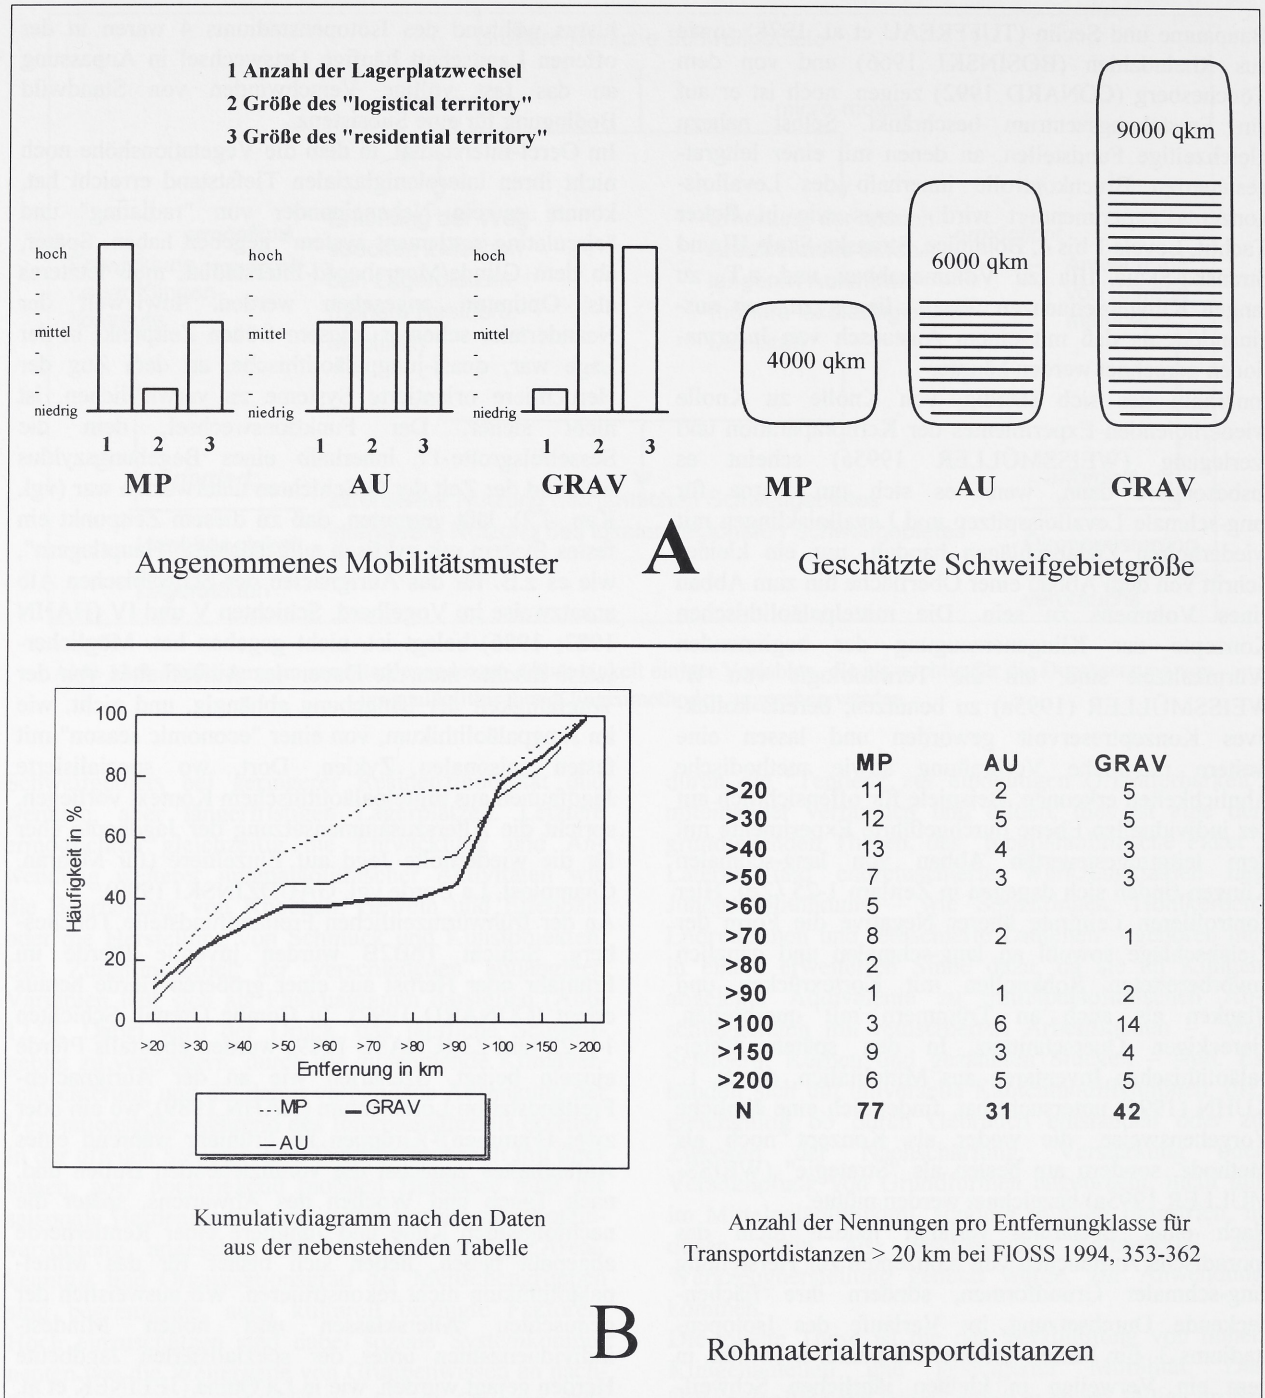 1 Anzahl der Lagerplatzwechsel
2 Größe des "logistical territory"
3 Größe des "residential territory"
hoch
-
mittel
-
niedrig
1 2 3
MP
hoch
-
mittel
-
niedrig
1 2 3
AU
hoch
-
mittel
-
niedrig
1 2 3
GRAV
4000 qkm
MP
6000 qkm
AU
9000 qkm
GRAV
A
Angenommenes Mobilitätsmuster
Geschätzte Schweifgebietgröße
100
80
60
40
20
0
Häufigkeit in %
>20 >30 >40 >50 >60 >70 >80 >90 >100 >150 >200
Entfernung in km
MP GRAV
AU
MP AU GRAV
>20 11 2 5
>30 12 5 5
>40 13 4 3
>50 7 3 3
>60 5
>70 8 2 1
>80 2
>90 1 1 2
>100 3 6 14
>150 9 3 4
>200 6 5 5
N 77 31 42
Kumulativdiagramm nach den Daten
aus der nebenstehenden Tabelle
Anzahl der Nennungen pro Entfernungklasse für
Transportdistanzen > 20 km bei FlOSS 1994, 353-362
B
Rohmaterialtransportdistanzen